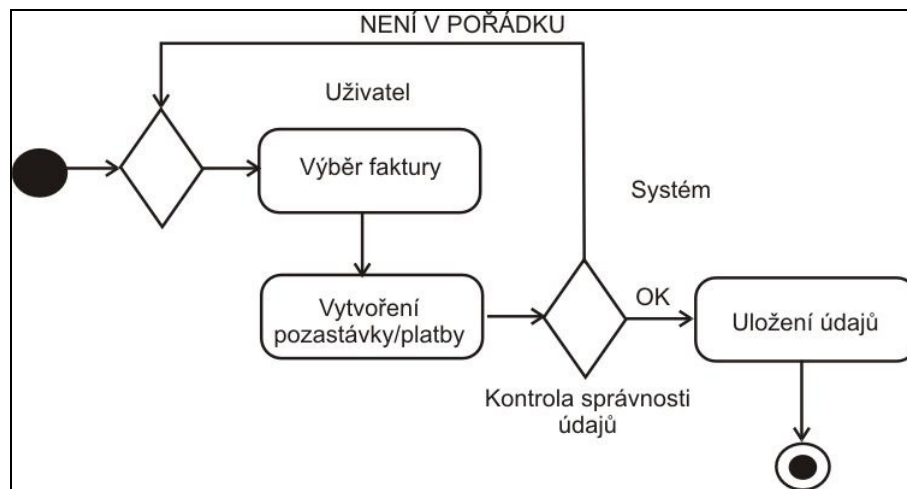 NENÍ V POŘÁDKU
Uživatel
Výběr faktury
Systém
Vytvoření
pozastávky/platby
OK
Uložení údajů
Kontrola správnosti
údajů